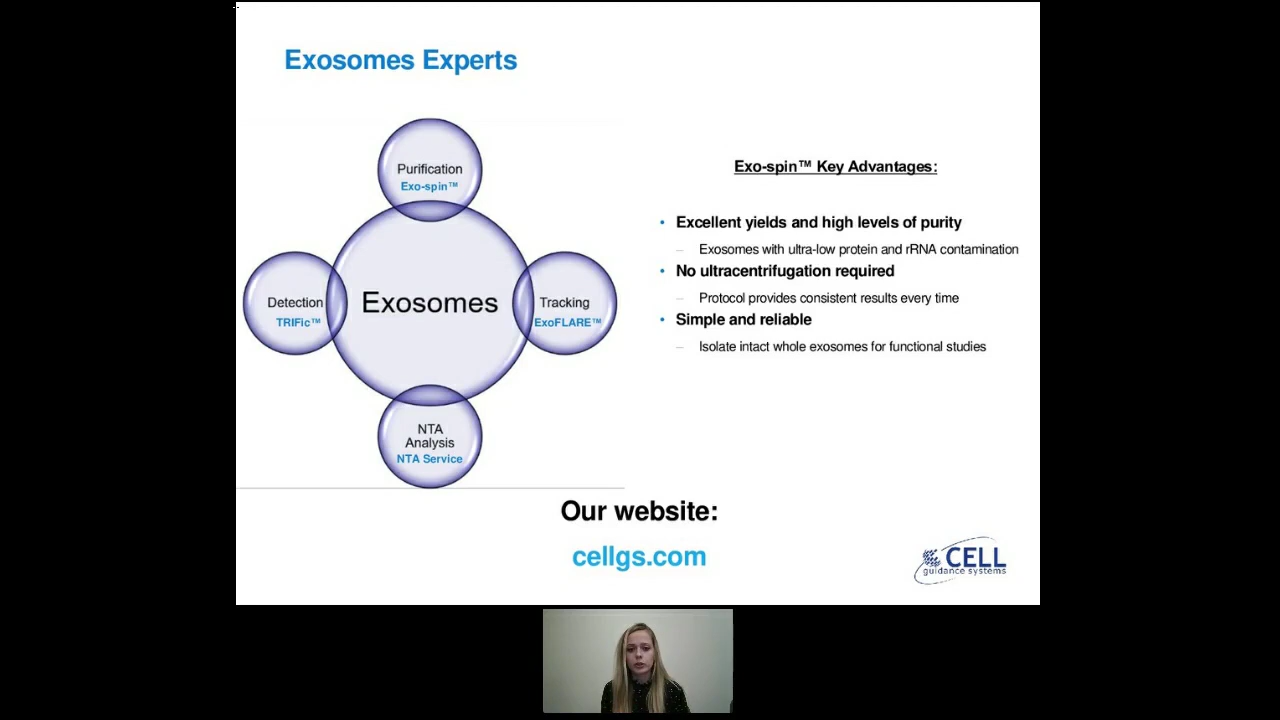 Exosomes Experts
Purification
Exo-spin™
Detection
TRIFic™
Exosomes
Tracking
ExoFLARE™
NTA
Analysis
NTA Service
Exo-spin™ Key Advantages:
• Excellent yields and high levels of purity
– Exosomes with ultra-low protein and rRNA contamination
• No ultracentrifugation required
– Protocol provides consistent results every time
• Simple and reliable
– Isolate intact whole exosomes for functional studies
Our website:
cellgs.com
CELL
guidance systems